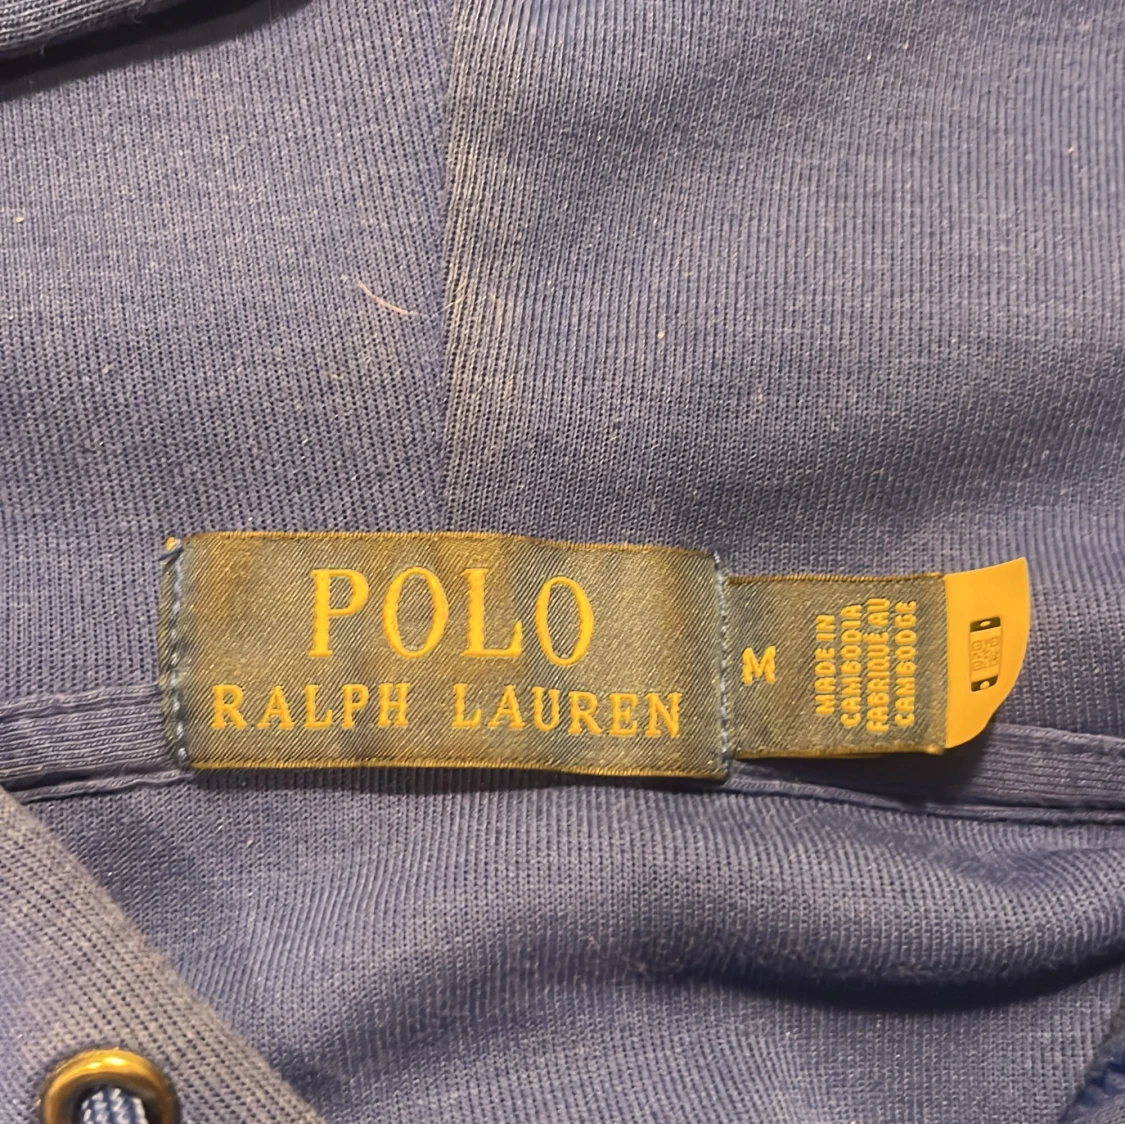 POLO
RALPH LAUREN
M
MADE IN
CAMBODIA
FABRIQUÉ AU
CAMBODGE